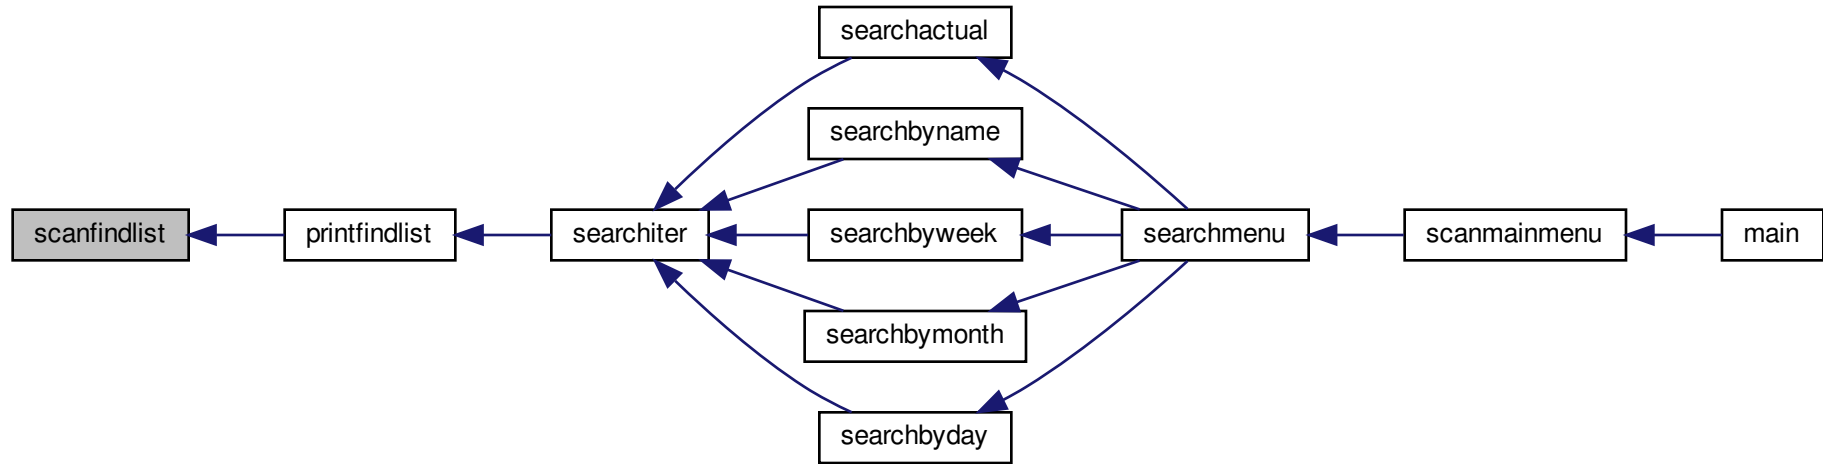 scanfindlist
printfindlist
searchiter
searchactual
searchbyname
searchbyweek
searchbymonth
searchbyday
searchmenu
scanmainmenu
main